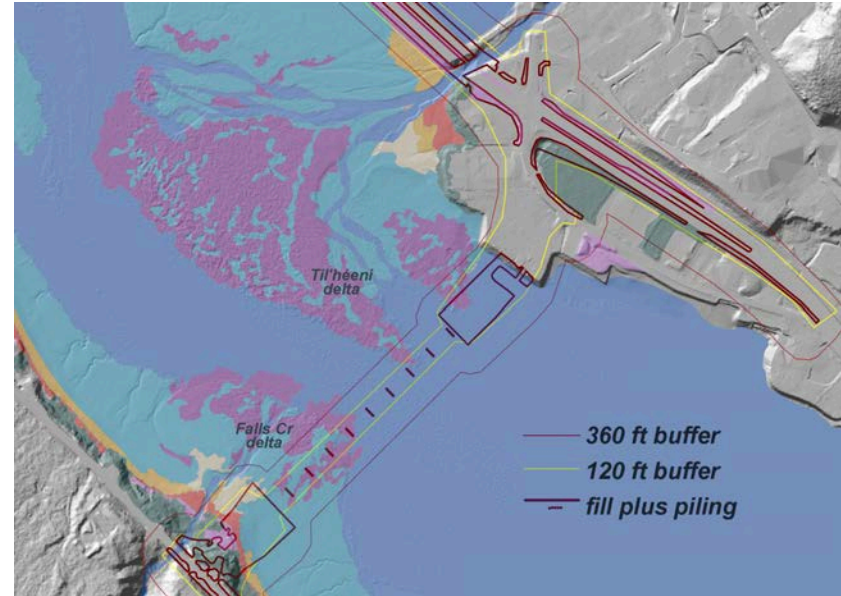 Til'héeni
delta
Falls Cr
delta
360 ft buffer
120 ft buffer
fill plus piling